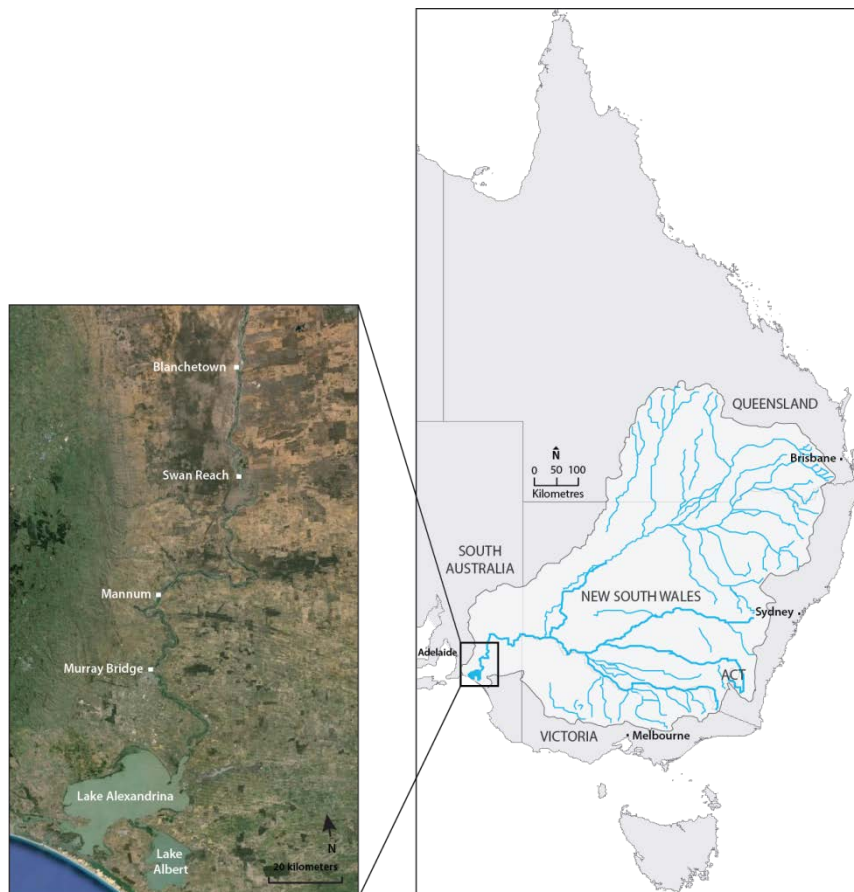 Blanchetown
Swan Reach
Mannum
Murray Bridge
Lake Alexandrina
Lake
Albert
N
20 kilometers
QUEENSLAND
Brisbane
N
0 50 100
Kilometres
SOUTH
AUSTRALIA
NEW SOUTH WALES
Sydney
Adelaide
ACT
VICTORIA
Melbourne